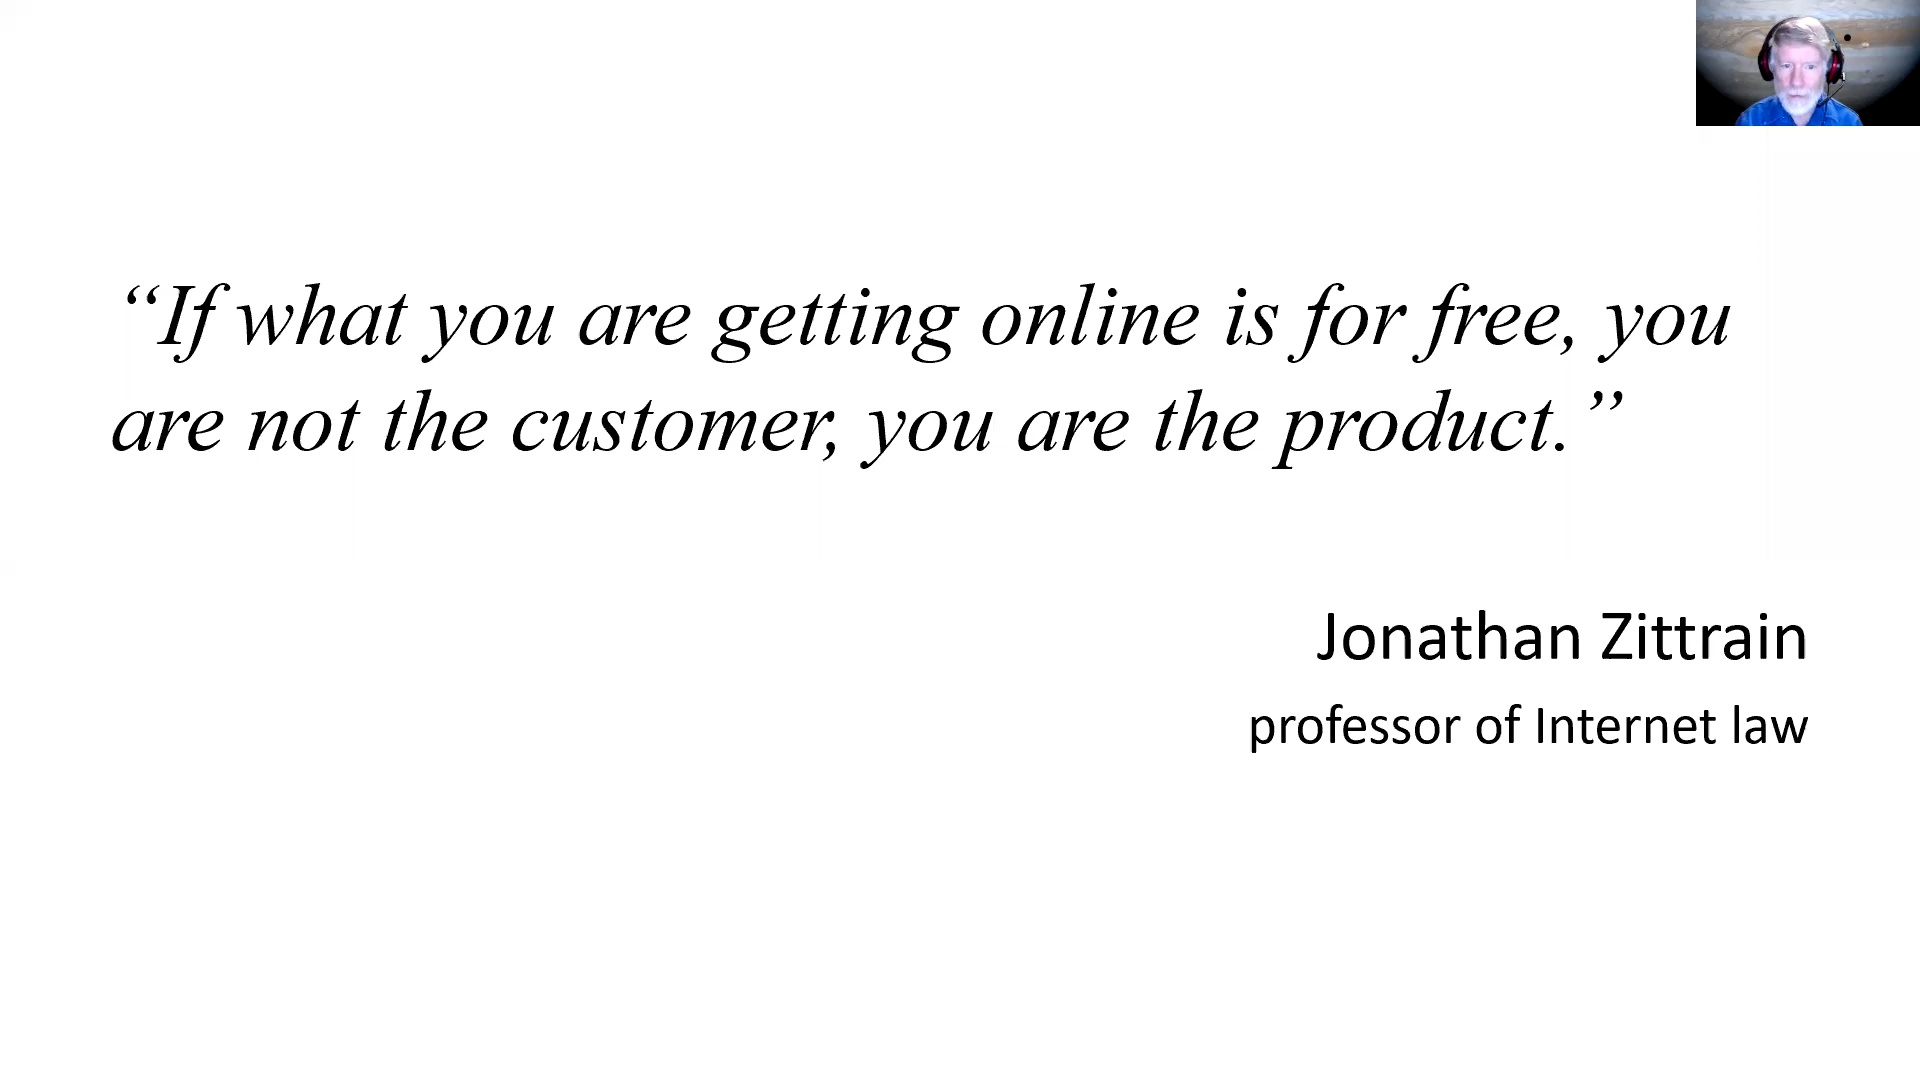 “If what you are getting online is for free, you
are not the customer, you are the product.”
Jonathan Zittrain
professor of Internet law